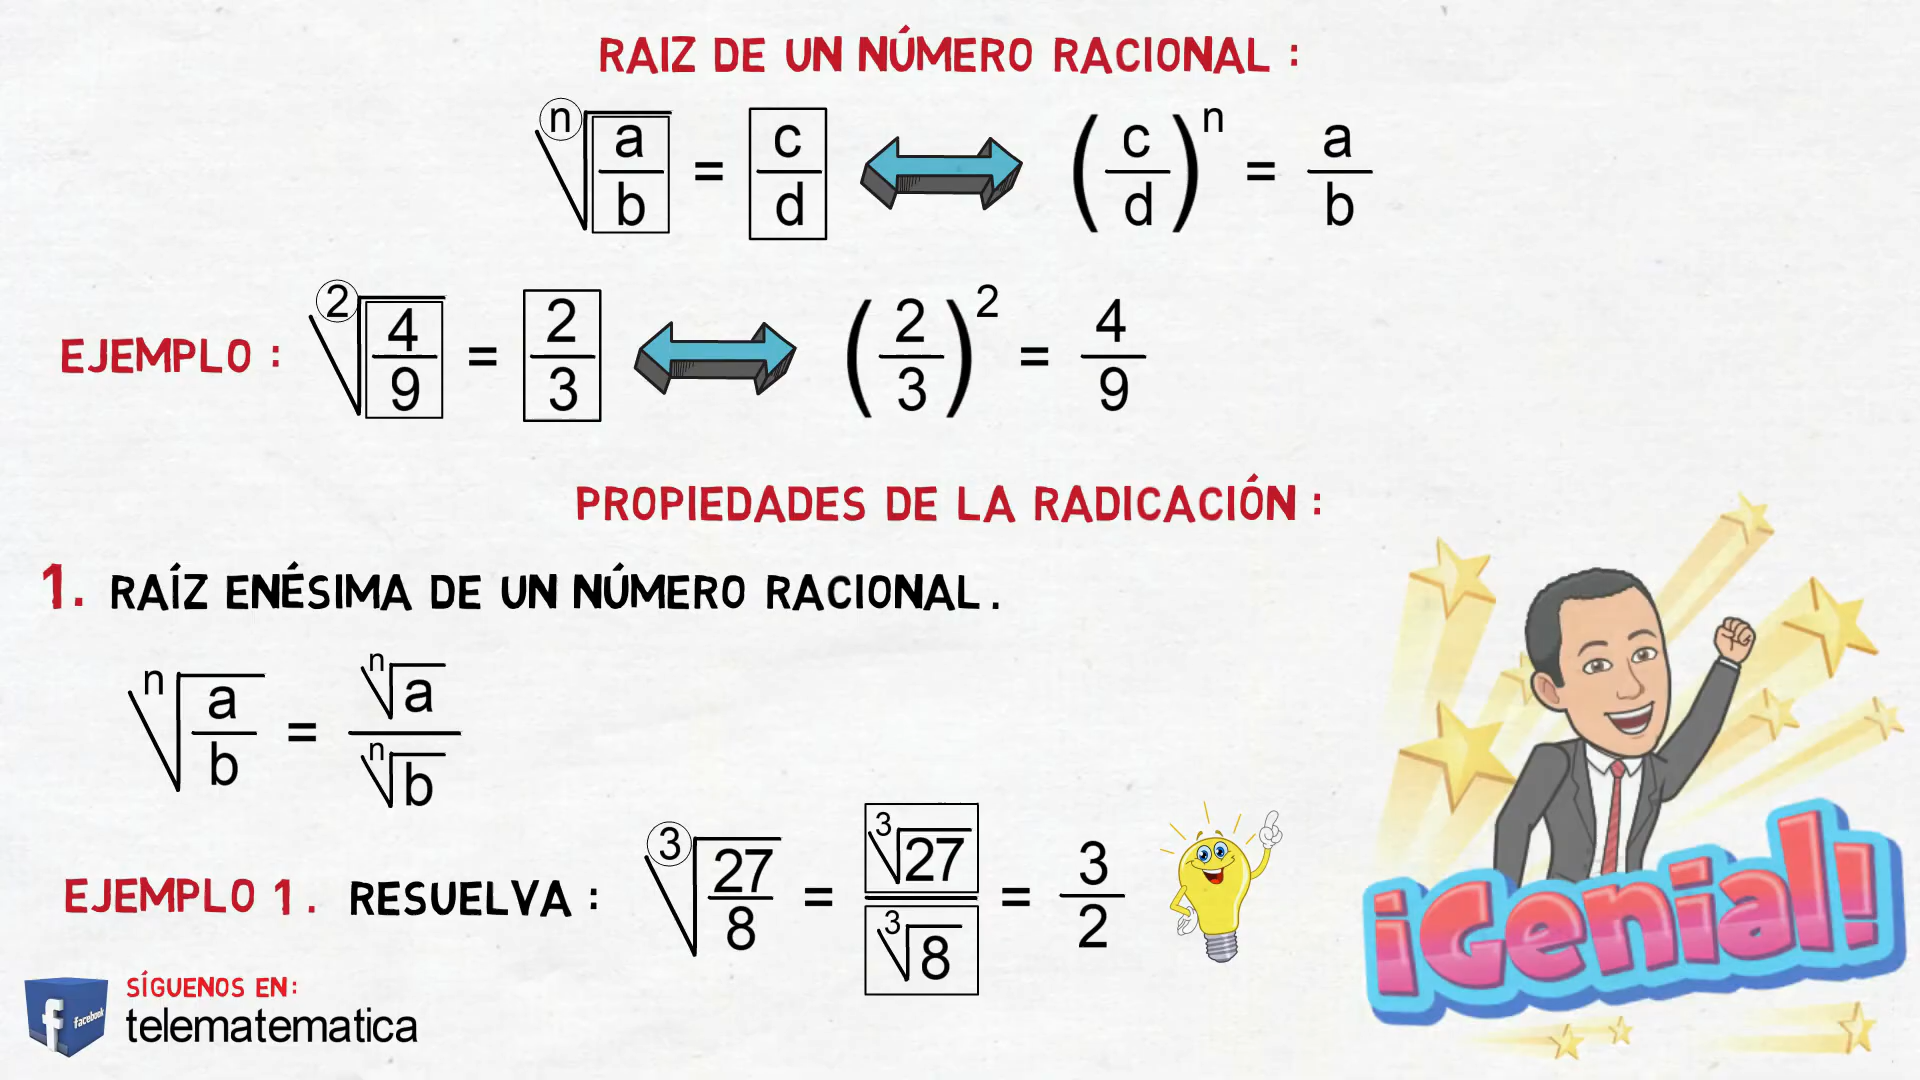 RAIZ DE UN NÚMERO RACIONAL :
ⁿ√(a/b) = c/d ⟺ (c/d)ⁿ = a/b
EJEMPLO : ²√(4/9) = 2/3 ⟺ (2/3)² = 4/9
PROPIEDADES DE LA RADICACIÓN :
1. RAÍZ ENÉSIMA DE UN NÚMERO RACIONAL.
ⁿ√(a/b) = ⁿ√a / ⁿ√b
EJEMPLO 1. RESUELVA : ³√(27/8) = ³√27 / ³√8 = 3/2
¡Genial!
SÍGUENOS EN:
facebook
telematematica